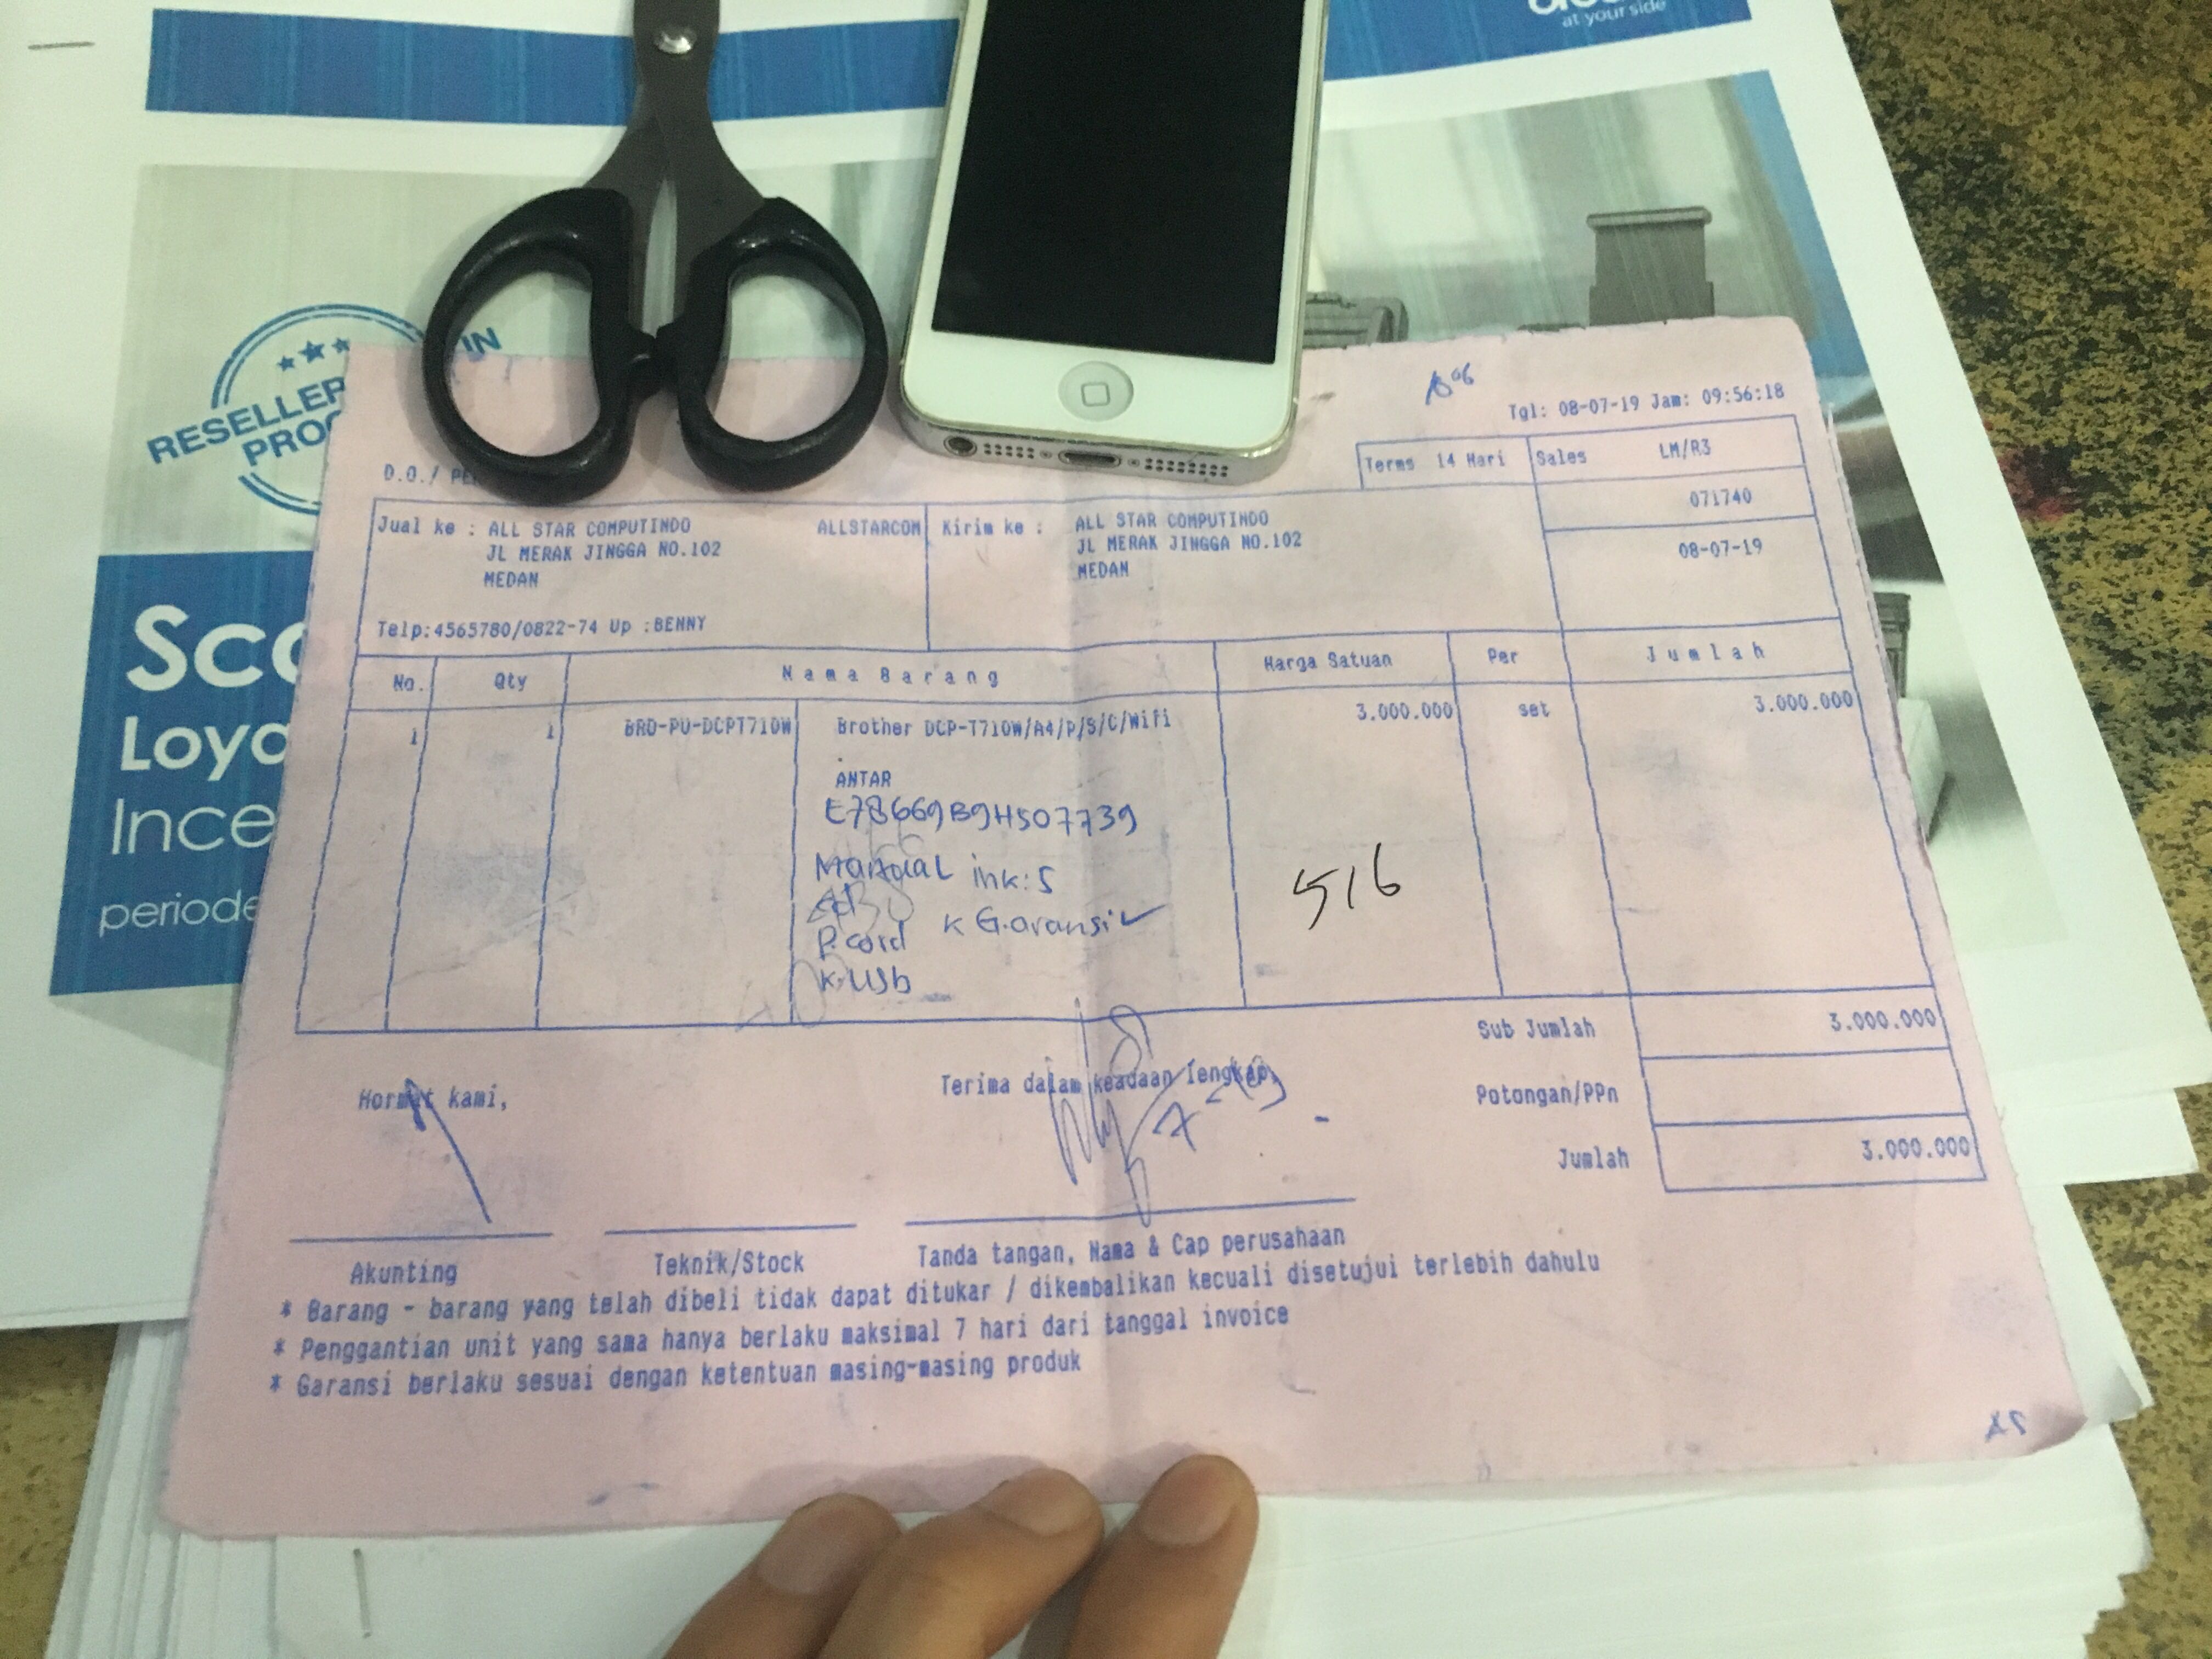 at your side
IN
RESELLER
PRO
Sco
Loya
Ince
periode
Tgl: 08-07-19 Jam: 09:56:18
D.O./
Terms 14 Hari Sales LM/R3
071740
08-07-19
Jual ke : ALL STAR COMPUTINDO ALLSTARCOM Kirim ke : ALL STAR COMPUTINDO
JL MERAK JINGGA NO.102 JL MERAK JINGGA NO.102
MEDAN MEDAN
Telp:4565780/0822-74 Up :BENNY
No. Qty Nama Barang Harga Satuan Per Jumlah
1 1 BRO-PU-DCPT710W Brother DCP-T710W/A4/P/S/C/Wifi 3.000.000 set 3.000.000
ANTAR
E78669B9H507739
Manual ink: 5
cd
P.cord K Garansi ✓
K.USb
516
Sub Jumlah 3.000.000
Potongan/PPn
Jumlah 3.000.000
Hormat kami, Terima dalam keadaan lengkap,
Akunting Teknik/Stock Tanda tangan, Nama & Cap perusahaan
* Barang - barang yang telah dibeli tidak dapat ditukar / dikembalikan kecuali disetujui terlebih dahulu
* Penggantian unit yang sama hanya berlaku maksimal 7 hari dari tanggal invoice
* Garansi berlaku sesuai dengan ketentuan masing-masing produk